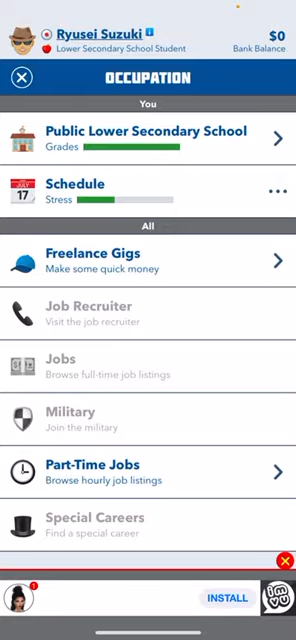 Ryusei Suzuki
$0
Lower Secondary School Student
Bank Balance
OCCUPATION
You
Public Lower Secondary School
Grades
JULY
17
Schedule
Stress
All
Freelance Gigs
Make some quick money
Job Recruiter
Visit the job recruiter
Jobs
Browse full-time job listings
Military
Join the military
Part-Time Jobs
Browse hourly job listings
Special Careers
Find a special career
1
INSTALL
imvu